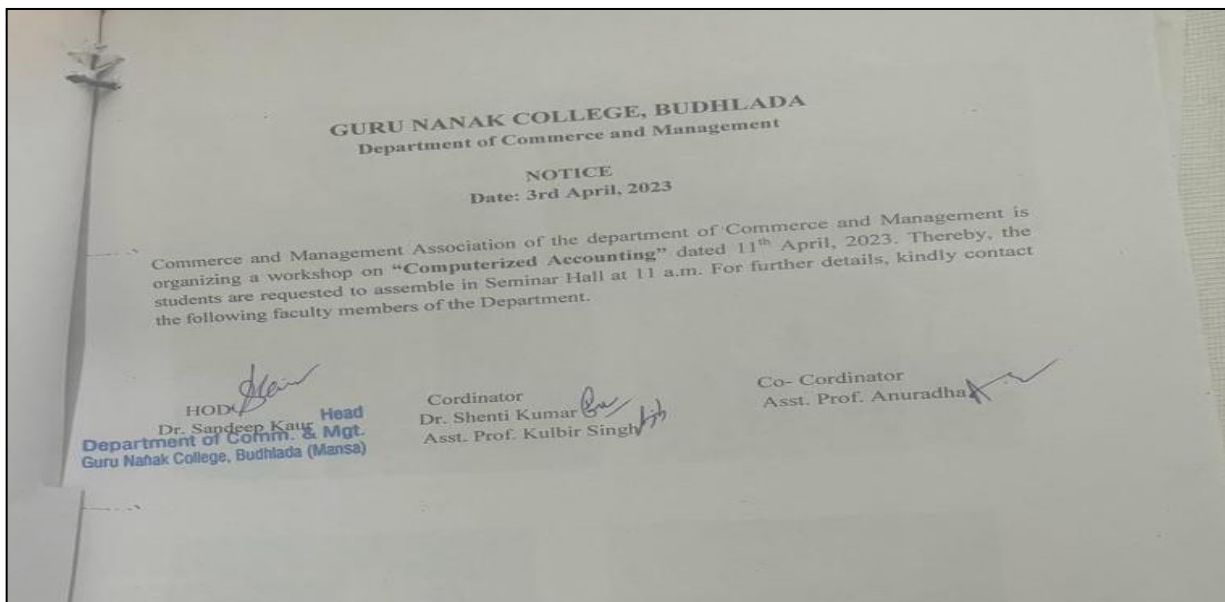 GURU NANAK COLLEGE, BUDHLADA
Department of Commerce and Management
NOTICE
Date: 3rd April, 2023
Commerce and Management Association of the department of Commerce and Management is
organizing a workshop on “Computerized Accounting” dated 11th April, 2023. Thereby, the
students are requested to assemble in Seminar Hall at 11 a.m. For further details, kindly contact
the following faculty members of the Department.
HOD
Dr. Sandeep Kaur
Head
Department of Comm. & Mgt.
Guru Nanak College, Budhlada (Mansa)
Cordinator
Dr. Shenti Kumar
Asst. Prof. Kulbir Singh
Co- Cordinator
Asst. Prof. Anuradha